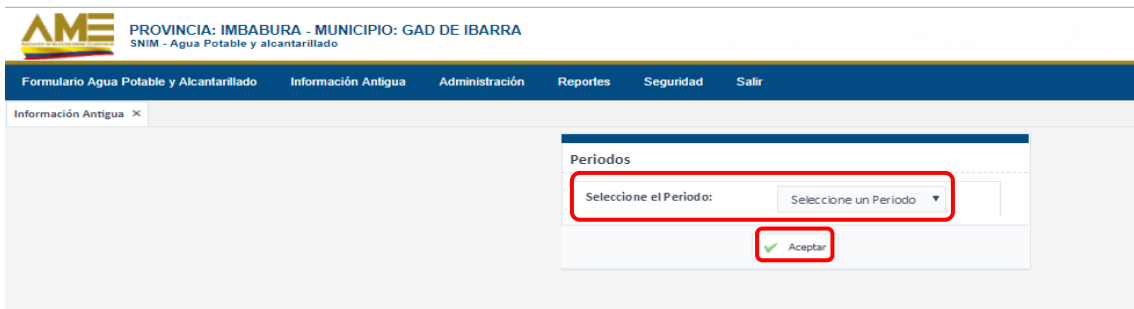 AME
PROVINCIA: IMBABURA - MUNICIPIO: GAD DE IBARRA
SNIM - Agua Potable y alcantarillado
Formulario Agua Potable y Alcantarillado Información Antigua Administración Reportes Seguridad Salir
Información Antigua ×
Periodos
Seleccione el Periodo: Seleccione un Periodo ▼
Aceptar